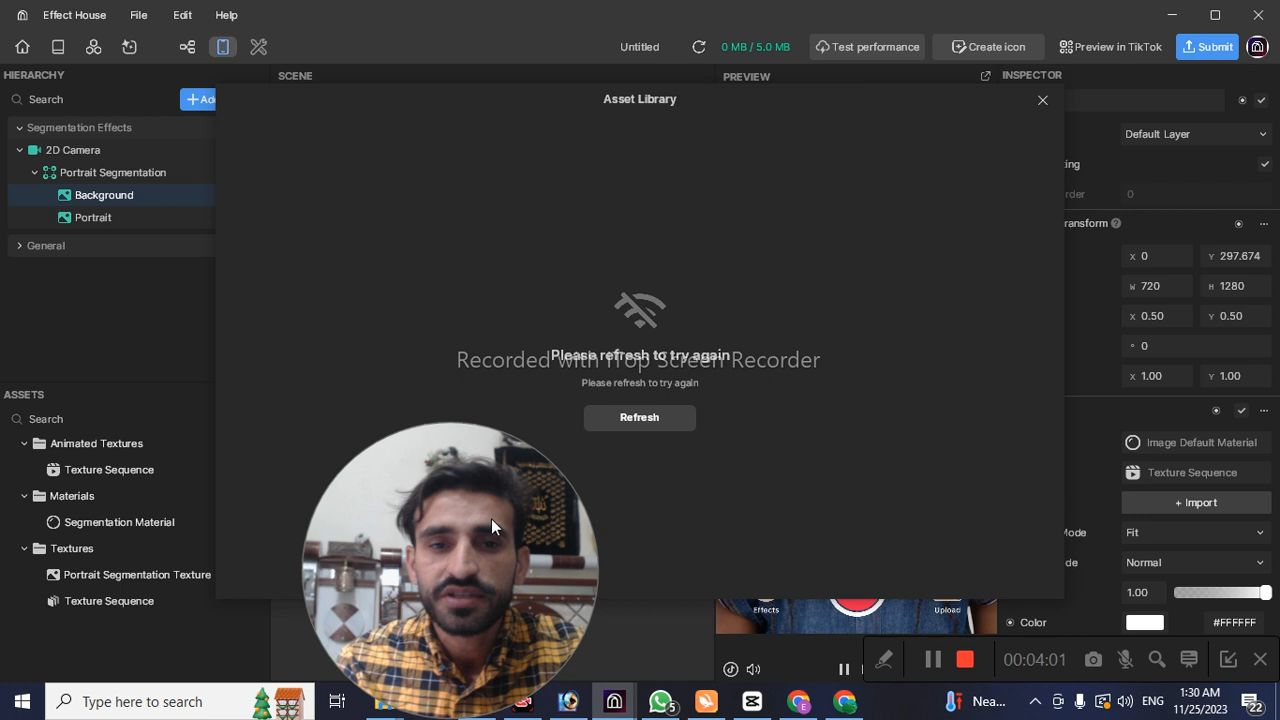 Effect House File Edit Help
Untitled 0 MB / 5.0 MB Test performance Create icon Preview in TikTok Submit
HIERARCHY SCENE PREVIEW INSPECTOR
Search Add
Asset Library
Segmentation Effects
2D Camera
Portrait Segmentation
Background
Portrait
General
Default Layer
0
X 0 Y 297.674
W 720 H 1280
X 0.50 Y 0.50
0
X 1.00 Y 1.00
Please refresh to try again
Recorded with iTop Screen Recorder
Please refresh to try again
Refresh
ASSETS
Search
Animated Textures
Texture Sequence
Materials
Segmentation Material
Textures
Portrait Segmentation Texture
Texture Sequence
Image Default Material
Texture Sequence
+ Import
Fit
Normal
1.00
Color #FFFFFF
Effects Upload
00:04:01
Type here to search
5
Nea...
ENG
1:30 AM
11/25/2023
22